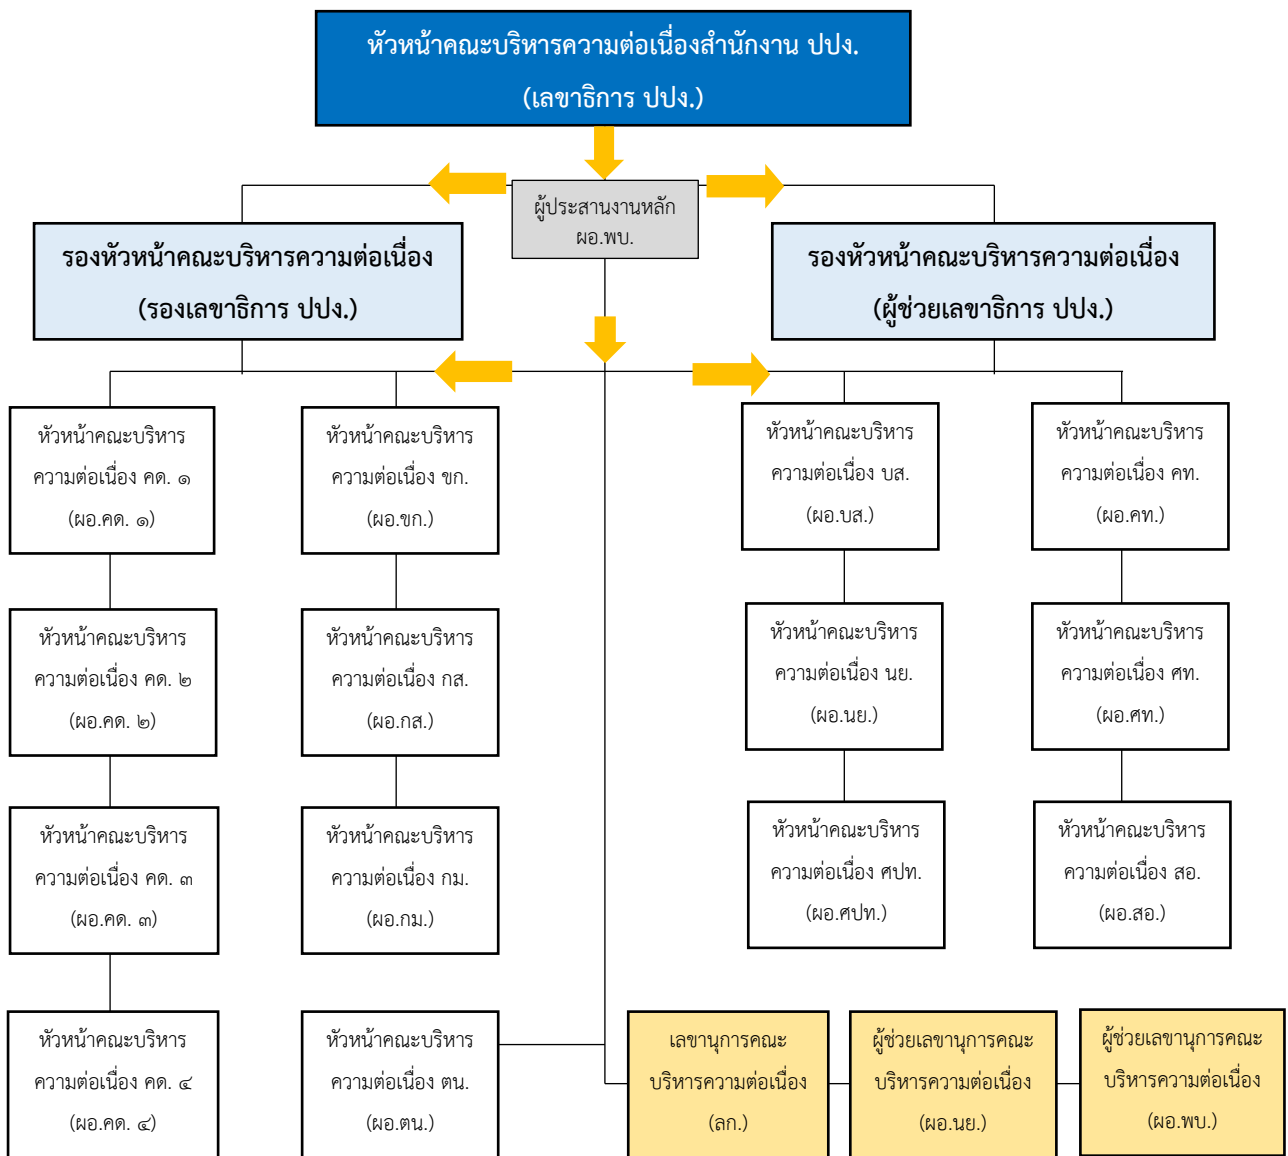 หัวหน้าคณะบริหารความต่อเนื่องสำนักงาน ปปง.
(เลขาธิการ ปปง.)
ผู้ประสานงานหลัก
ผอ.พบ.
รองหัวหน้าคณะบริหารความต่อเนื่อง
(รองเลขาธิการ ปปง.)
รองหัวหน้าคณะบริหารความต่อเนื่อง
(ผู้ช่วยเลขาธิการ ปปง.)
หัวหน้าคณะบริหาร
ความต่อเนื่อง คด. ๑
(ผอ.คด. ๑)
หัวหน้าคณะบริหาร
ความต่อเนื่อง ขก.
(ผอ.ขก.)
หัวหน้าคณะบริหาร
ความต่อเนื่อง บส.
(ผอ.บส.)
หัวหน้าคณะบริหาร
ความต่อเนื่อง คท.
(ผอ.คท.)
หัวหน้าคณะบริหาร
ความต่อเนื่อง คด. ๒
(ผอ.คด. ๒)
หัวหน้าคณะบริหาร
ความต่อเนื่อง กส.
(ผอ.กส.)
หัวหน้าคณะบริหาร
ความต่อเนื่อง นย.
(ผอ.นย.)
หัวหน้าคณะบริหาร
ความต่อเนื่อง ศท.
(ผอ.ศท.)
หัวหน้าคณะบริหาร
ความต่อเนื่อง คด. ๓
(ผอ.คด. ๓)
หัวหน้าคณะบริหาร
ความต่อเนื่อง กม.
(ผอ.กม.)
หัวหน้าคณะบริหาร
ความต่อเนื่อง ศปท.
(ผอ.ศปท.)
หัวหน้าคณะบริหาร
ความต่อเนื่อง สอ.
(ผอ.สอ.)
หัวหน้าคณะบริหาร
ความต่อเนื่อง คด. ๔
(ผอ.คด. ๔)
หัวหน้าคณะบริหาร
ความต่อเนื่อง ตน.
(ผอ.ตน.)
เลขานุการคณะ
บริหารความต่อเนื่อง
(ลก.)
ผู้ช่วยเลขานุการคณะ
บริหารความต่อเนื่อง
(ผอ.นย.)
ผู้ช่วยเลขานุการคณะ
บริหารความต่อเนื่อง
(ผอ.พบ.)